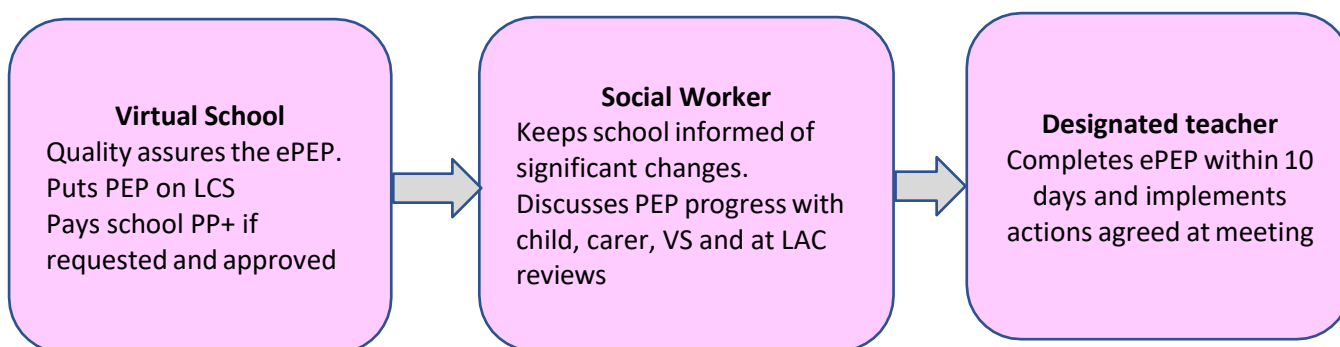 Virtual School
Quality assures the ePEP.
Puts PEP on LCS
Pays school PP+ if
requested and approved
Social Worker
Keeps school informed of
significant changes.
Discusses PEP progress with
child, carer, VS and at LAC
reviews
Designated teacher
Completes ePEP within 10
days and implements
actions agreed at meeting